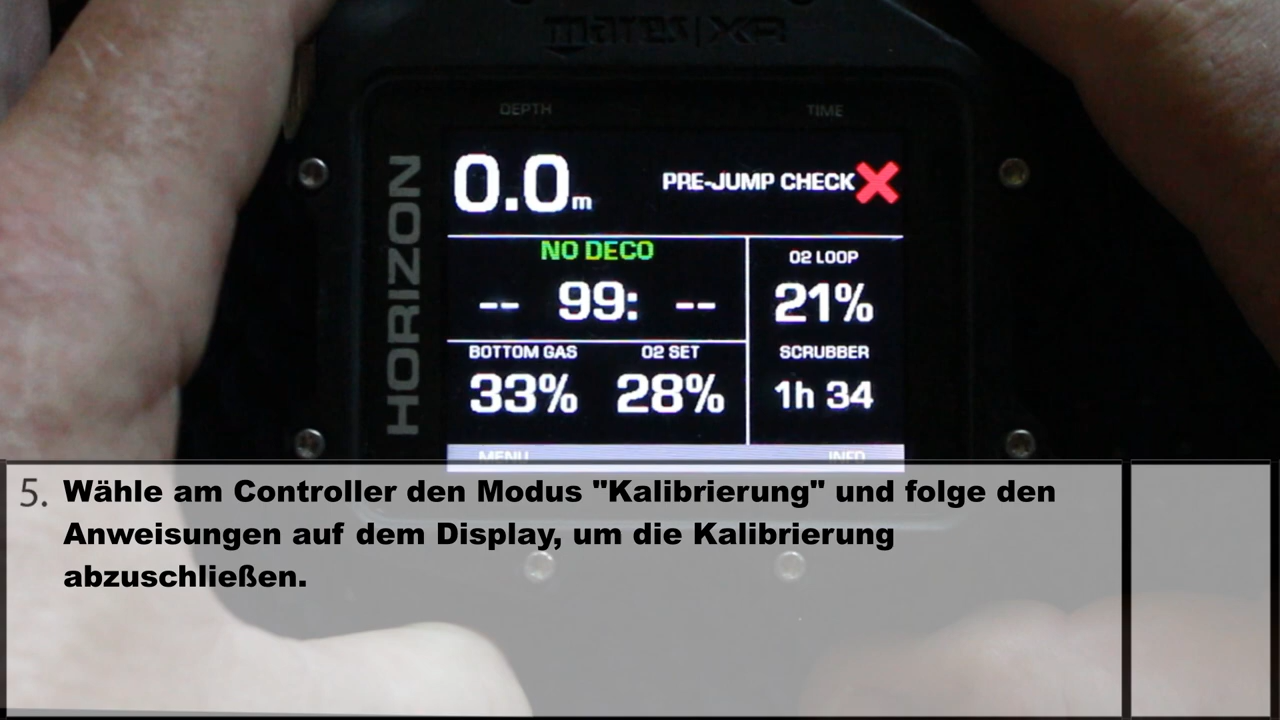 mares XR
DEPTH TIME
HORIZON
0.0m PRE-JUMP CHECK
NO DECO
-- 99: --
O2 LOOP
21%
BOTTOM GAS O2 SET
33% 28%
SCRUBBER
1h 34
MENU INFO
5. Wähle am Controller den Modus "Kalibrierung" und folge den
Anweisungen auf dem Display, um die Kalibrierung
abzuschließen.